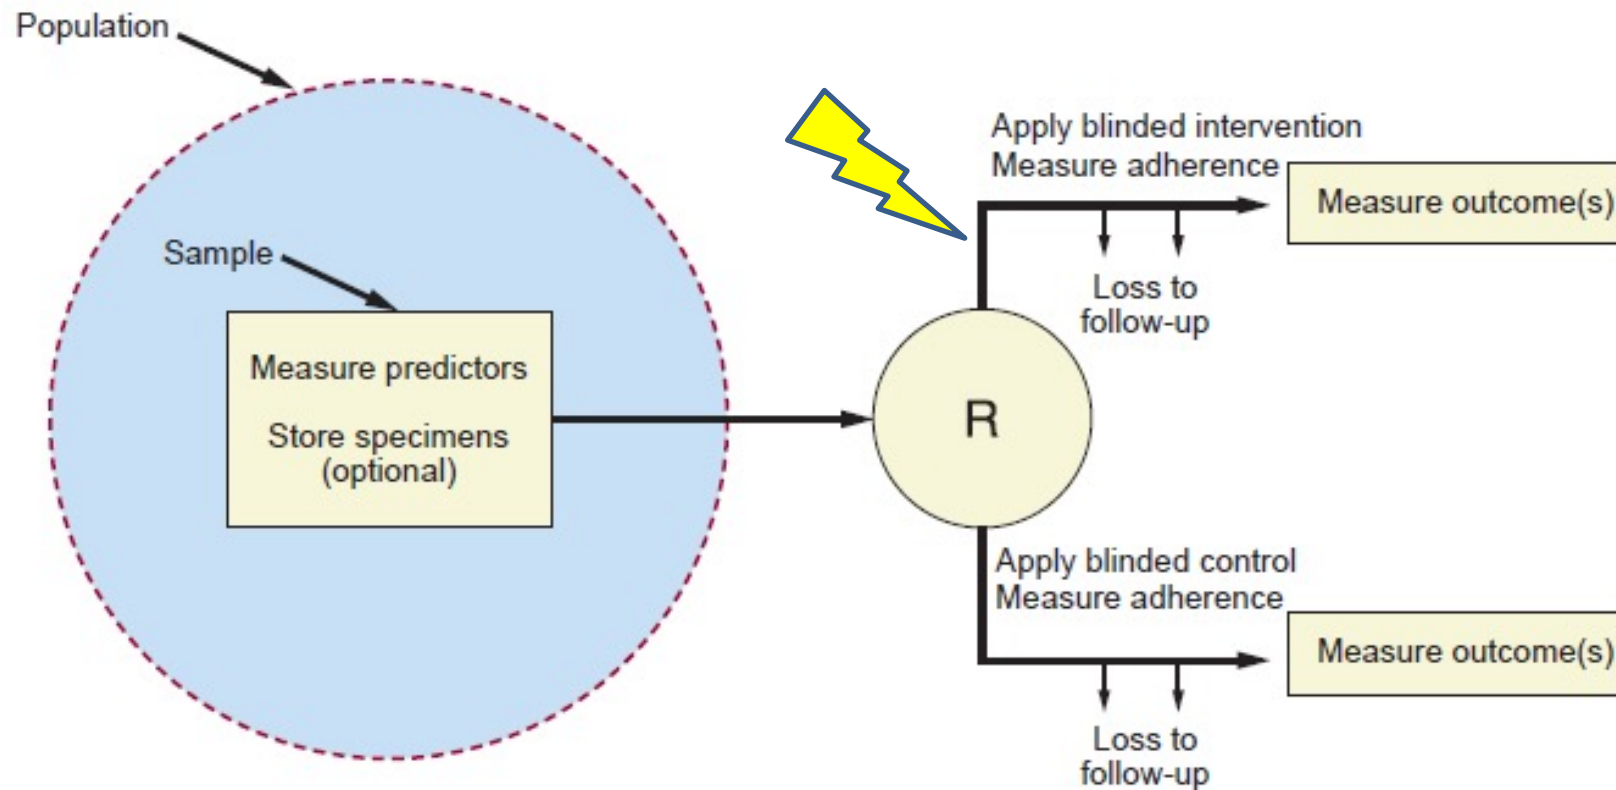 Population
Sample
Measure predictors
Store specimens
(optional)
R
Apply blinded intervention
Measure adherence
Measure outcome(s)
Loss to
follow-up
Apply blinded control
Measure adherence
Measure outcome(s)
Loss to
follow-up